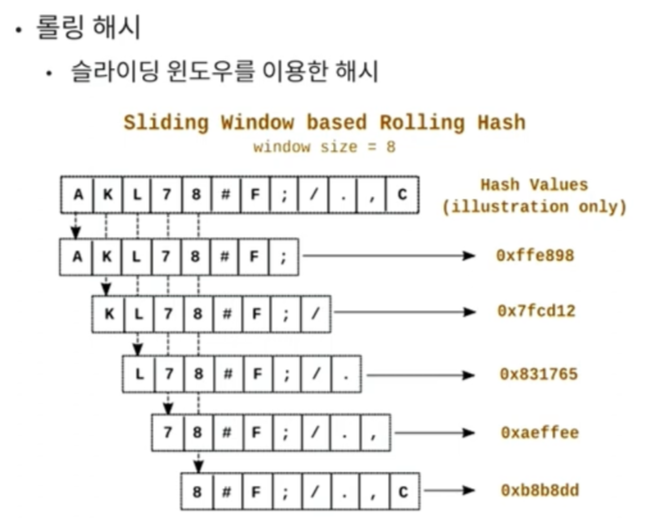 • 롤링 해시
• 슬라이딩 윈도우를 이용한 해시
Sliding Window based Rolling Hash
window size = 8
A K L 7 8 # F ; / . , C
Hash Values
(illustration only)
A K L 7 8 # F ;
0xffe898
K L 7 8 # F ; /
0x7fcd12
L 7 8 # F ; / .
0x831765
7 8 # F ; / . ,
0xaeffee
8 # F ; / . , C
0xb8b8dd